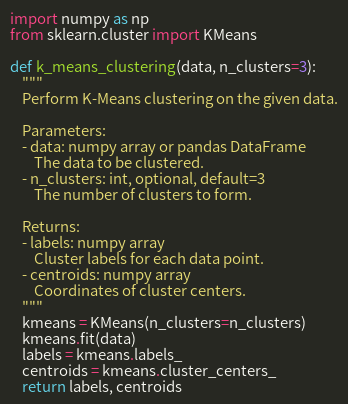 import numpy as np
from sklearn.cluster import KMeans

def k_means_clustering(data, n_clusters=3):
    """
    Perform K-Means clustering on the given data.

    Parameters:
    - data: numpy array or pandas DataFrame
        The data to be clustered.
    - n_clusters: int, optional, default=3
        The number of clusters to form.

    Returns:
    - labels: numpy array
        Cluster labels for each data point.
    - centroids: numpy array
        Coordinates of cluster centers.
    """
    kmeans = KMeans(n_clusters=n_clusters)
    kmeans.fit(data)
    labels = kmeans.labels_
    centroids = kmeans.cluster_centers_
    return labels, centroids